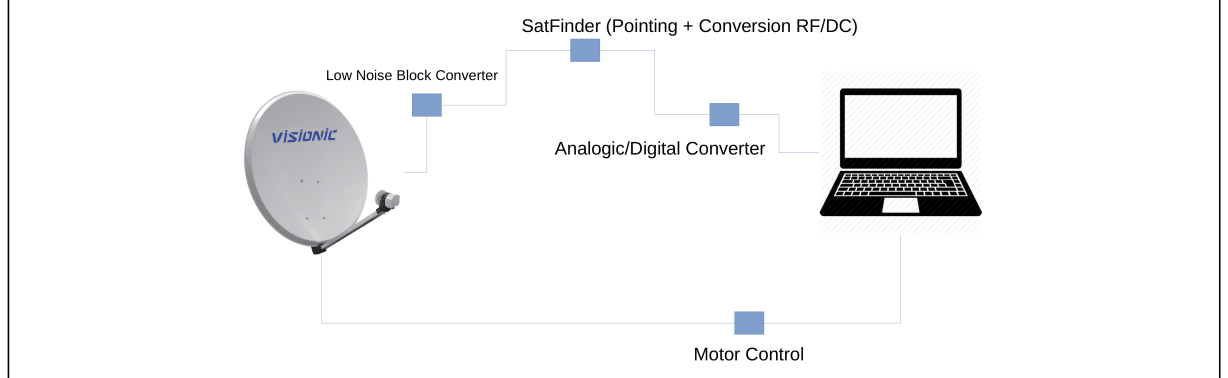 SatFinder (Pointing + Conversion RF/DC)
Low Noise Block Converter
VISIONIC
Analogic/Digital Converter
Motor Control